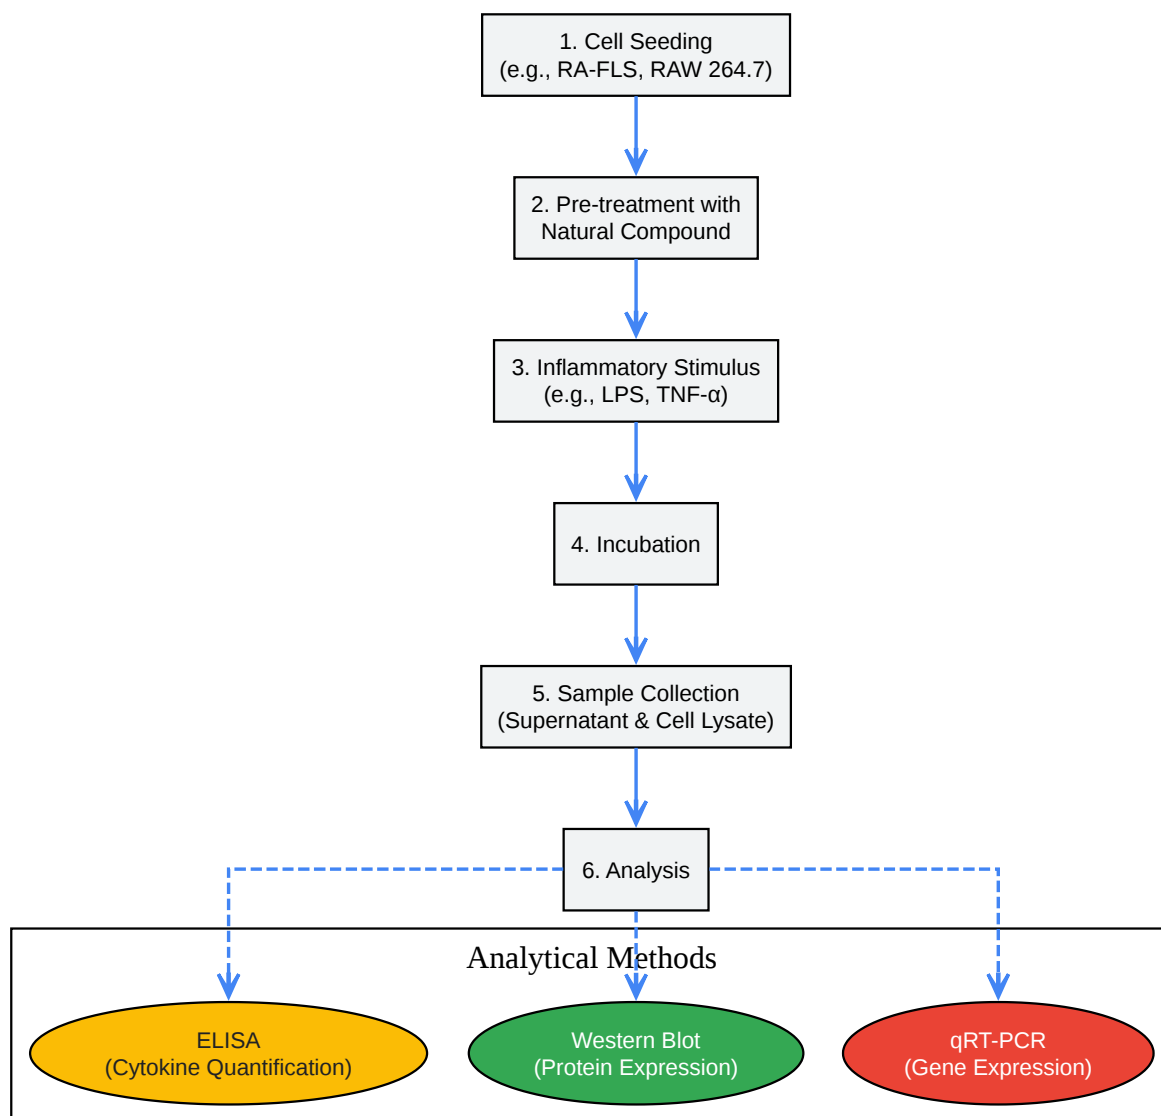 1. Cell Seeding
(e.g., RA-FLS, RAW 264.7)
2. Pre-treatment with
Natural Compound
3. Inflammatory Stimulus
(e.g., LPS, TNF-α)
4. Incubation
5. Sample Collection
(Supernatant & Cell Lysate)
6. Analysis
Analytical Methods
ELISA
(Cytokine Quantification)
Western Blot
(Protein Expression)
qRT-PCR
(Gene Expression)